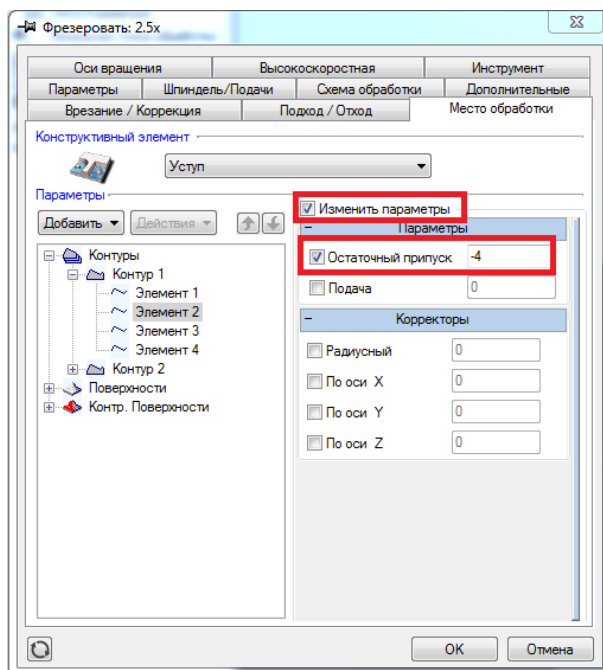 Фрезеровать: 2.5x
Оси вращения Высокоскоростная Инструмент
Параметры Шпиндель/Подачи Схема обработки Дополнительные
Врезание / Коррекция Подход / Отход Место обработки
Конструктивный элемент
Уступ
Параметры
Изменить параметры
Добавить Действия
Параметры
Контуры
Остаточный припуск -4
Контур 1
Элемент 1
Подача 0
Элемент 2
Корректоры
Элемент 3
Элемент 4
Радиусный 0
Контур 2
По оси X 0
Поверхности
Контр. Поверхности
По оси Y 0
По оси Z 0
OK Отмена